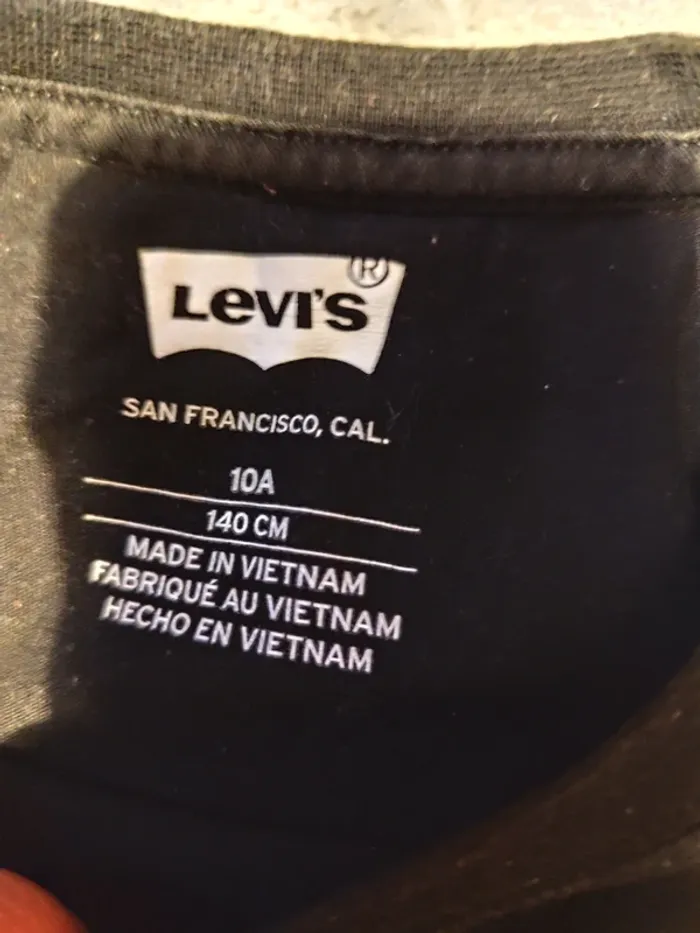 Levi's®
SAN FRANCISCO, CAL.
10A
140 CM
MADE IN VIETNAM
FABRIQUÉ AU VIETNAM
HECHO EN VIETNAM